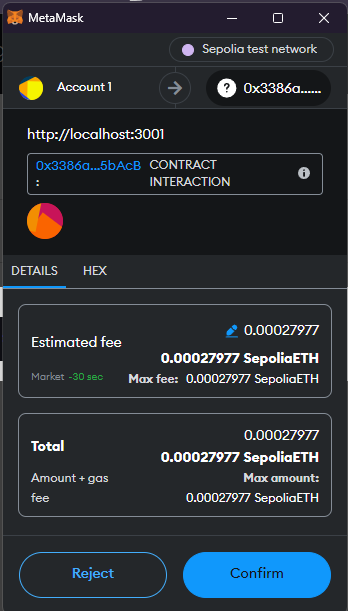 MetaMask
Sepolia test network
Account 1
? 0x3386a......
http://localhost:3001
0x3386a...5bAcB CONTRACT
: INTERACTION
DETAILS HEX
0.00027977
Estimated fee
0.00027977 SepoliaETH
Market ~30 sec Max fee: 0.00027977 SepoliaETH
0.00027977
Total 0.00027977 SepoliaETH
Amount + gas Max amount:
fee 0.00027977 SepoliaETH
Reject Confirm